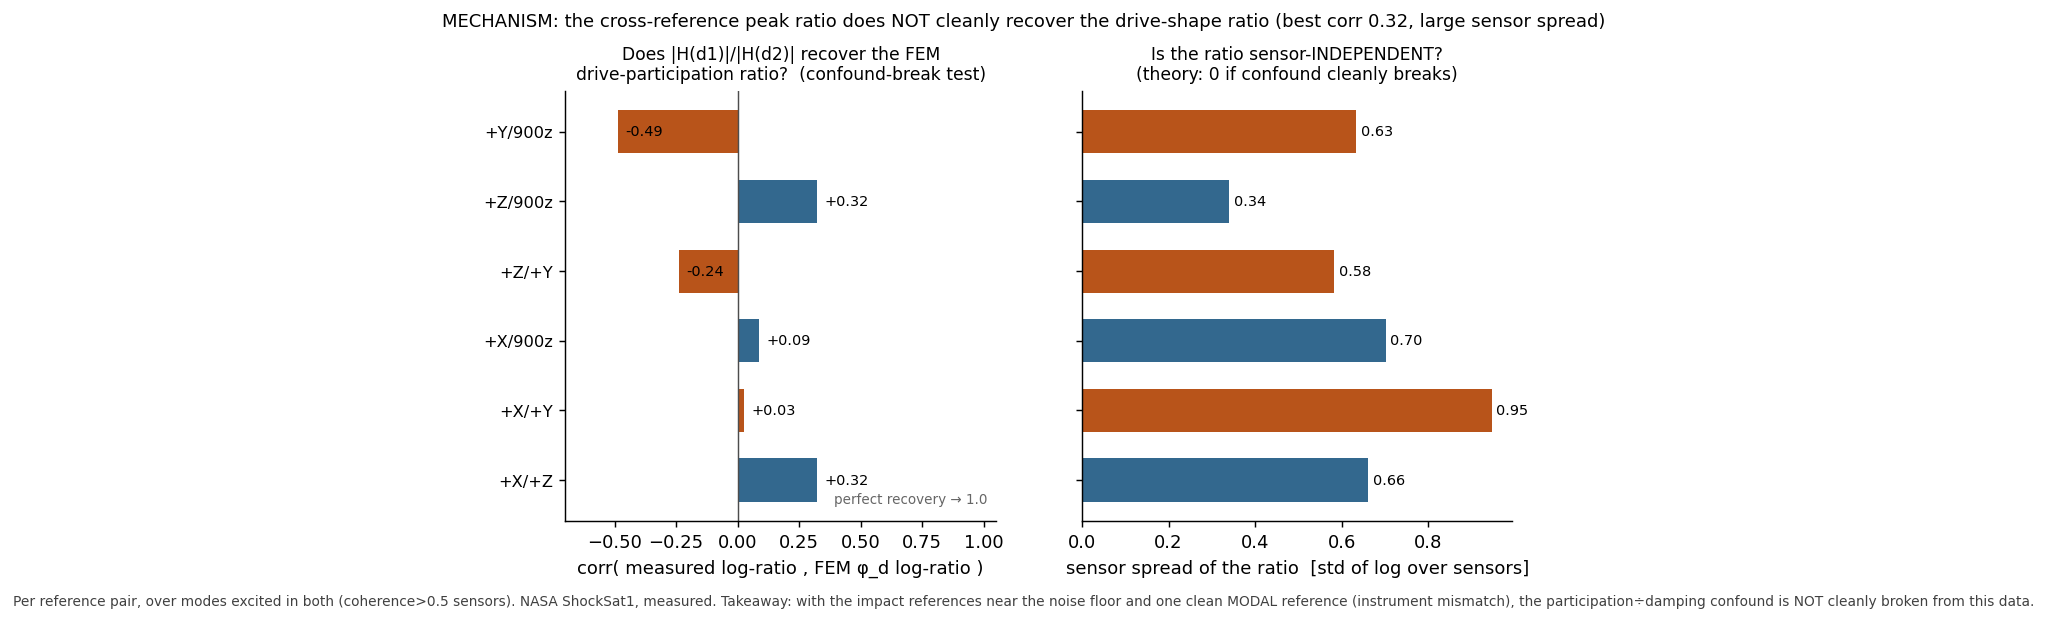 MECHANISM: the cross-reference peak ratio does NOT cleanly recover the drive-shape ratio (best corr 0.32, large sensor spread)
Does |H(d1)|/|H(d2)| recover the FEM
drive-participation ratio?  (confound-break test)
+Y/900z
-0.49
+Z/900z
+0.32
+Z/+Y
-0.24
+X/900z
+0.09
+X/+Y
+0.03
+X/+Z
+0.32
perfect recovery → 1.0
−0.50 −0.25 0.00 0.25 0.50 0.75 1.00
corr( measured log-ratio , FEM φ_d log-ratio )
Is the ratio sensor-INDEPENDENT?
(theory: 0 if confound cleanly breaks)
0.63
0.34
0.58
0.70
0.95
0.66
0.0 0.2 0.4 0.6 0.8
sensor spread of the ratio  [std of log over sensors]
Per reference pair, over modes excited in both (coherence>0.5 sensors). NASA ShockSat1, measured. Takeaway: with the impact references near the noise floor and one clean MODAL reference (instrument mismatch), the participation÷damping confound is NOT cleanly broken from this data.